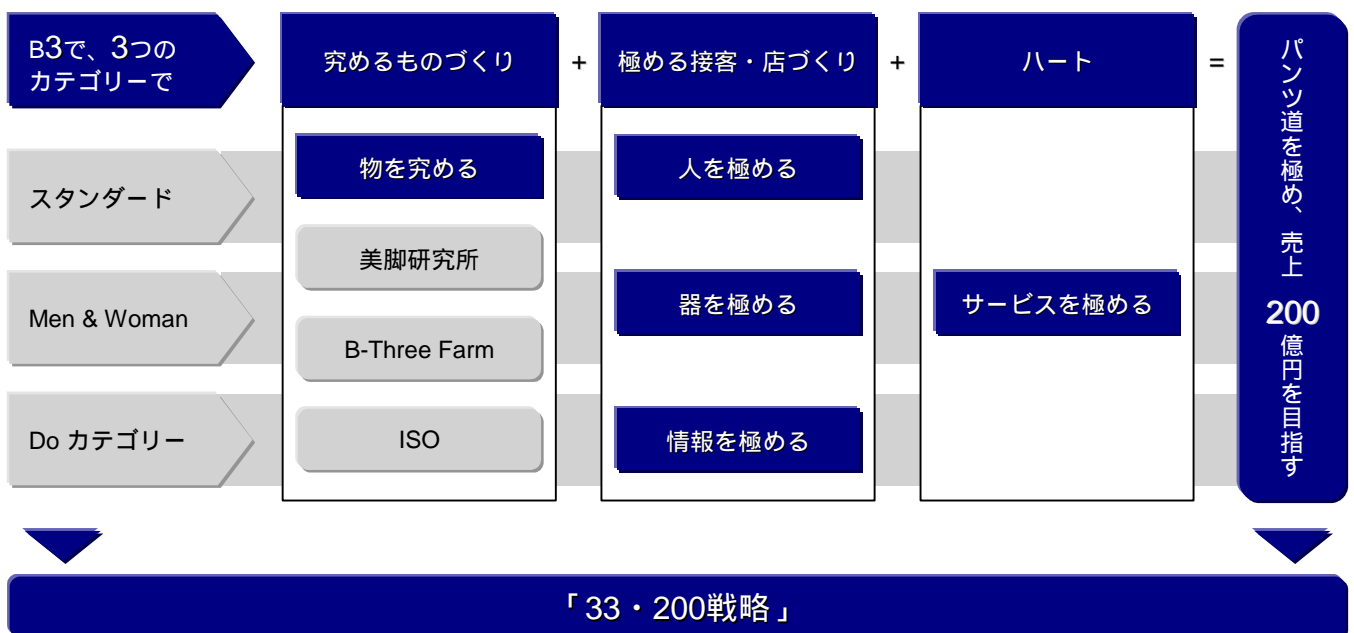 B3で、3つの
カテゴリーで
究めるものづくり
+
極める接客・店づくり
+
ハート
=
パンツ道を極め、売上200億円を目指す
スタンダード
Men & Woman
Do カテゴリー
物を究める
美脚研究所
B-Three Farm
ISO
人を極める
器を極める
情報を極める
サービスを極める
「33・200戦略」